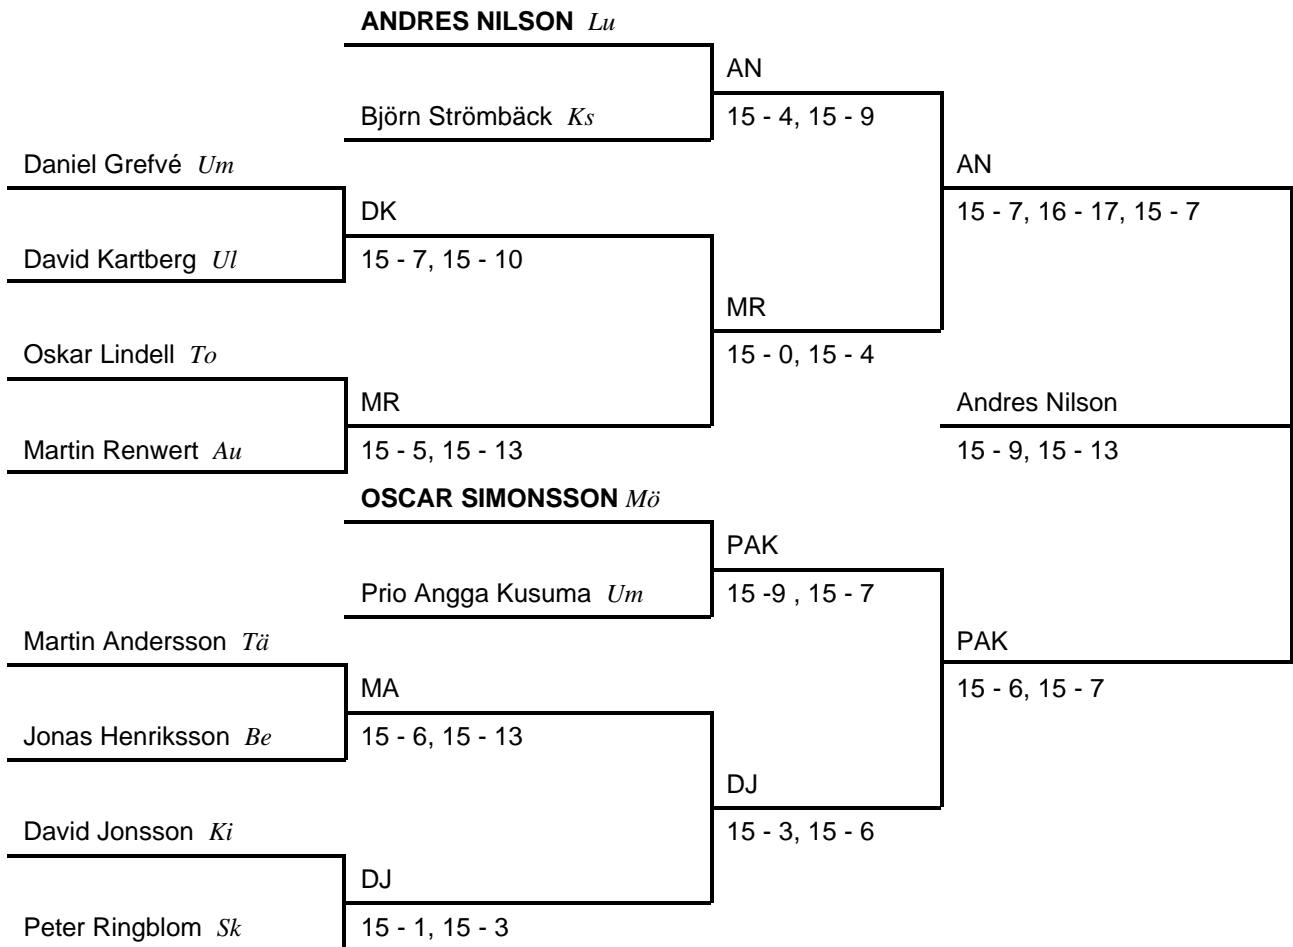 ANDRES NILSON Lu
AN
Björn Strömbäck Ks
15 - 4, 15 - 9
Daniel Grefvé Um
AN
DK
15 - 7, 16 - 17, 15 - 7
David Kartberg Ul
15 - 7, 15 - 10
MR
Oskar Lindell To
15 - 0, 15 - 4
MR
Andres Nilson
Martin Renwert Au
15 - 5, 15 - 13
15 - 9, 15 - 13
OSCAR SIMONSSON Mö
PAK
Prio Angga Kusuma Um
15 -9 , 15 - 7
Martin Andersson Tä
PAK
MA
15 - 6, 15 - 7
Jonas Henriksson Be
15 - 6, 15 - 13
DJ
David Jonsson Ki
15 - 3, 15 - 6
DJ
Peter Ringblom Sk
15 - 1, 15 - 3